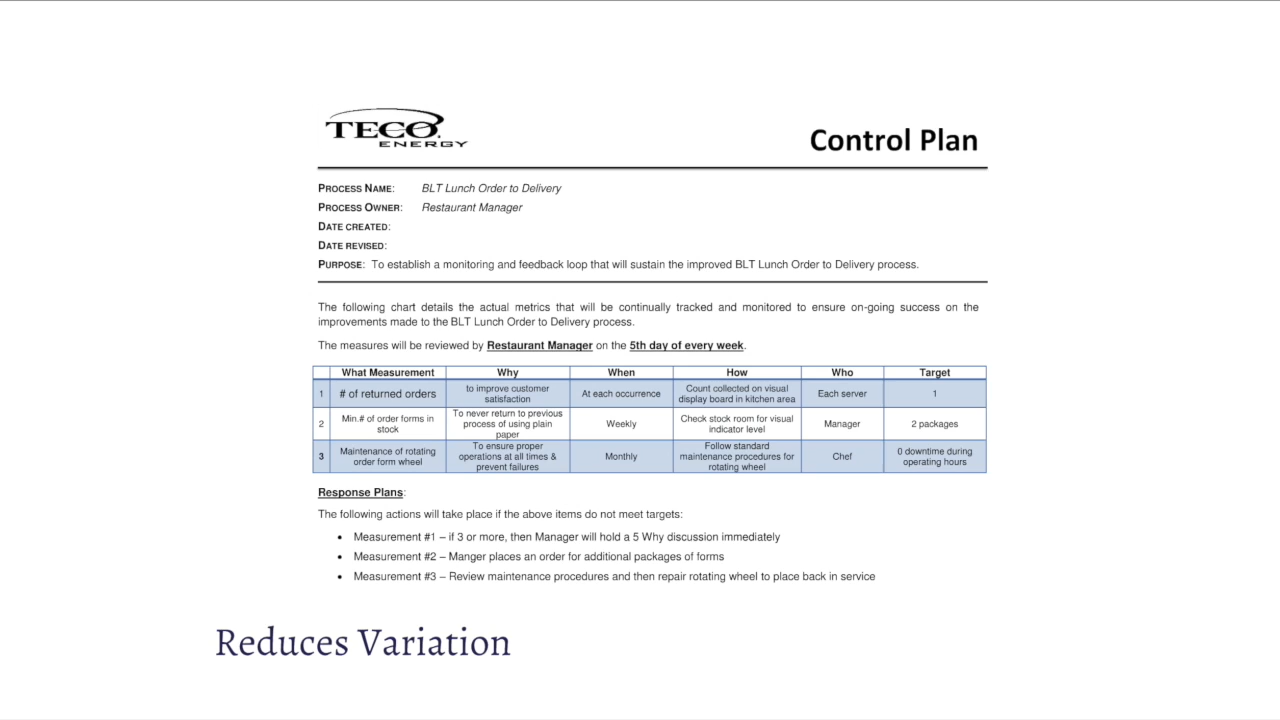 TECO.
ENERGY
Control Plan
PROCESS NAME: BLT Lunch Order to Delivery
PROCESS OWNER: Restaurant Manager
DATE CREATED:
DATE REVISED:
PURPOSE: To establish a monitoring and feedback loop that will sustain the improved BLT Lunch Order to Delivery process.
The following chart details the actual metrics that will be continually tracked and monitored to ensure on-going success on the
improvements made to the BLT Lunch Order to Delivery process.
The measures will be reviewed by Restaurant Manager on the 5th day of every week.
What Measurement Why When How Who Target
1 # of returned orders to improve customer satisfaction At each occurrence Count collected on visual display board in kitchen area Each server 1
2 Min.# of order forms in stock To never return to previous process of using plain paper Weekly Check stock room for visual indicator level Manager 2 packages
3 Maintenance of rotating order form wheel To ensure proper operations at all times & prevent failures Monthly Follow standard maintenance procedures for rotating wheel Chef 0 downtime during operating hours
Response Plans:
The following actions will take place if the above items do not meet targets:
• Measurement #1 – if 3 or more, then Manager will hold a 5 Why discussion immediately
• Measurement #2 – Manger places an order for additional packages of forms
• Measurement #3 – Review maintenance procedures and then repair rotating wheel to place back in service
Reduces Variation